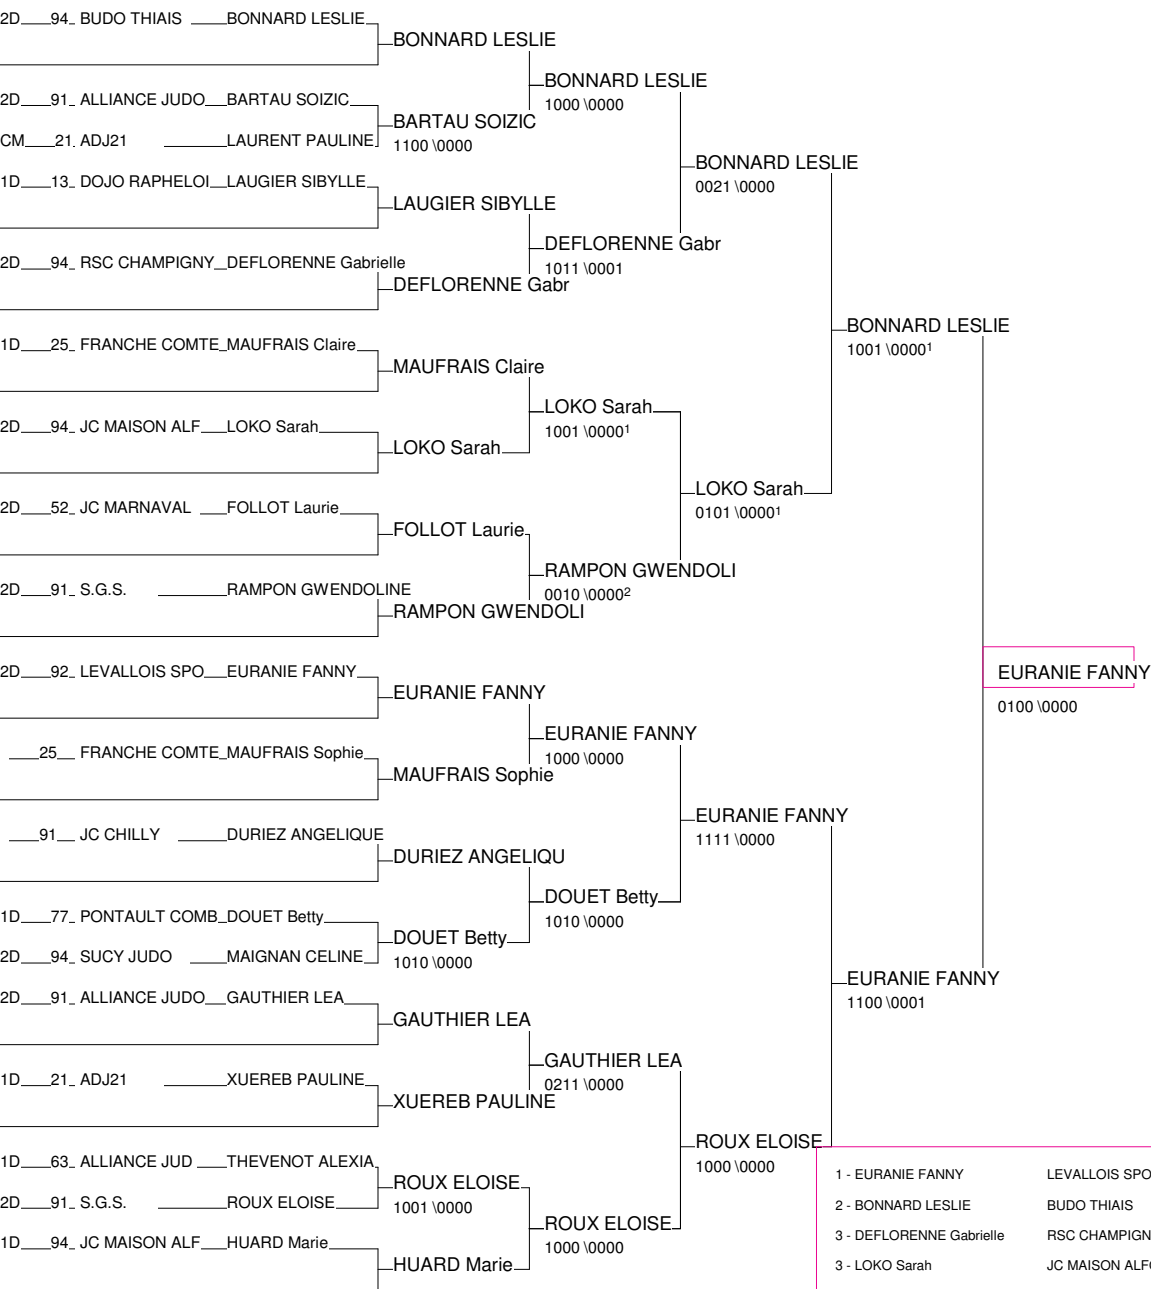 2D 94 BUDO THIAIS BONNARD LESLIE
BONNARD LESLIE
BONNARD LESLIE
1000 \0000
2D 91 ALLIANCE JUDO BARTAU SOIZIC
BARTAU SOIZIC
1100 \0000
CM 21 ADJ21 LAURENT PAULINE
BONNARD LESLIE
0021 \0000
1D 13 DOJO RAPHELOI LAUGIER SIBYLLE
LAUGIER SIBYLLE
DEFLORENNE Gabr
1011 \0001
2D 94 RSC CHAMPIGNY DEFLORENNE Gabrielle
DEFLORENNE Gabr
BONNARD LESLIE
1001 \0000¹
1D 25 FRANCHE COMTE MAUFRAIS Claire
MAUFRAIS Claire
LOKO Sarah
1001 \0000¹
2D 94 JC MAISON ALF LOKO Sarah
LOKO Sarah
LOKO Sarah
0101 \0000¹
2D 52 JC MARNAVAL FOLLOT Laurie
FOLLOT Laurie
RAMPON GWENDOLI
0010 \0000²
2D 91 S.G.S. RAMPON GWENDOLINE
RAMPON GWENDOLI
EURANIE FANNY
0100 \0000
2D 92 LEVALLOIS SPO EURANIE FANNY
EURANIE FANNY
EURANIE FANNY
1000 \0000
25 FRANCHE COMTE MAUFRAIS Sophie
MAUFRAIS Sophie
EURANIE FANNY
1111 \0000
91 JC CHILLY DURIEZ ANGELIQUE
DURIEZ ANGELIQU
DOUET Betty
1010 \0000
1D 77 PONTAULT COMB DOUET Betty
DOUET Betty
1010 \0000
2D 94 SUCY JUDO MAIGNAN CELINE
EURANIE FANNY
1100 \0001
2D 91 ALLIANCE JUDO GAUTHIER LEA
GAUTHIER LEA
GAUTHIER LEA
0211 \0000
1D 21 ADJ21 XUEREB PAULINE
XUEREB PAULINE
ROUX ELOISE
1000 \0000
1D 63 ALLIANCE JUD THEVENOT ALEXIA
ROUX ELOISE
1001 \0000
2D 91 S.G.S. ROUX ELOISE
ROUX ELOISE
1000 \0000
1D 94 JC MAISON ALF HUARD Marie
HUARD Marie
1 - EURANIE FANNY LEVALLOIS SPO
2 - BONNARD LESLIE BUDO THIAIS
3 - DEFLORENNE Gabrielle RSC CHAMPIGN
3 - LOKO Sarah JC MAISON ALF